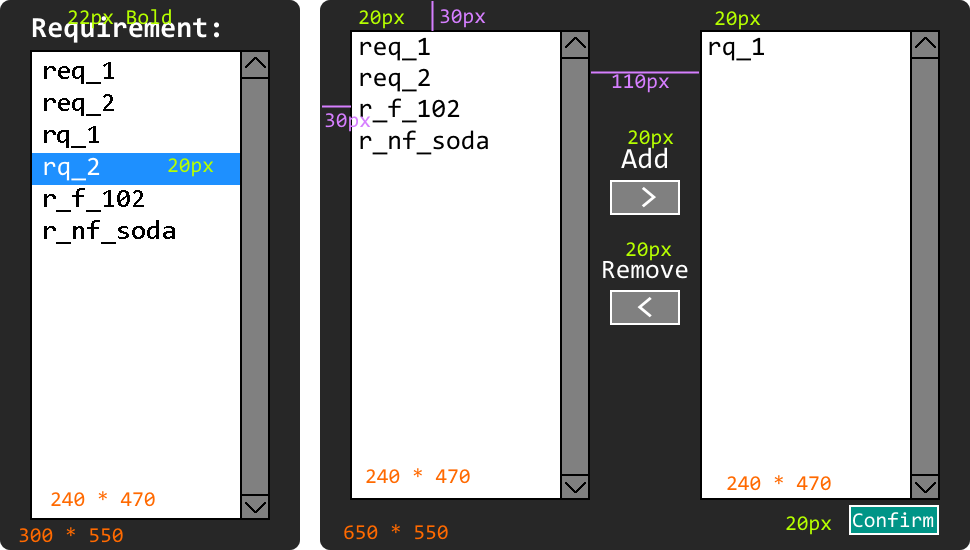 22px Bold
Requirement:
req_1
req_2
rq_1
rq_2 20px
r_f_102
r_nf_soda
240 * 470
300 * 550
20px 30px
req_1
req_2
r_f_102
30px
r_nf_soda
240 * 470
650 * 550
110px
20px
Add
>
20px
Remove
<
20px
rq_1
240 * 470
20px Confirm